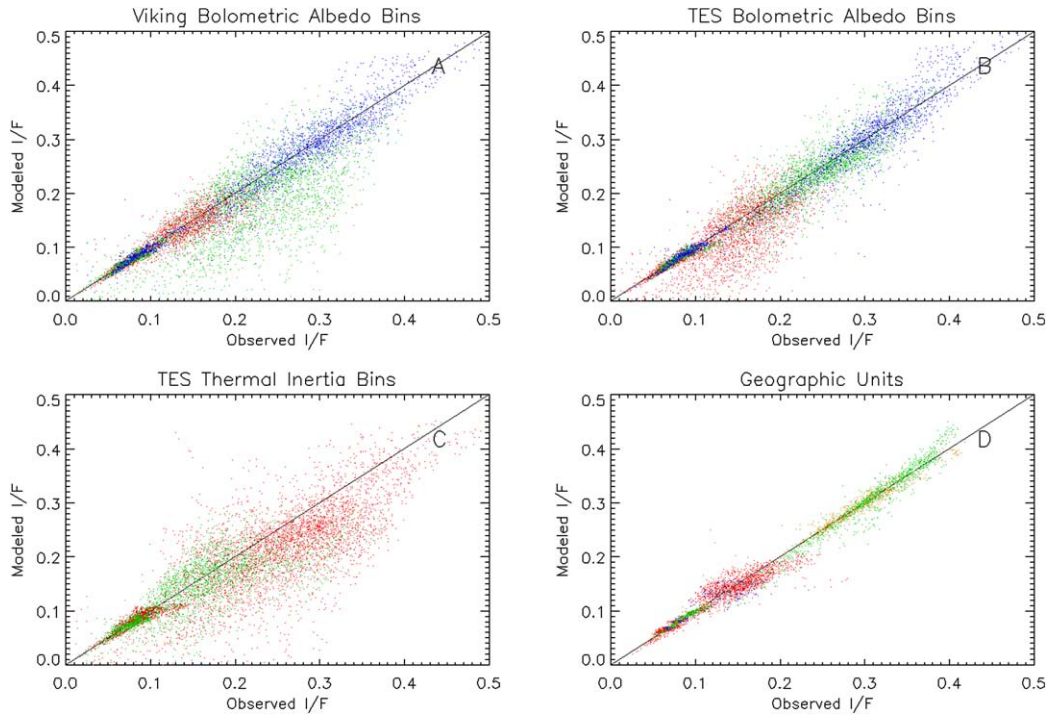 Viking Bolometric Albedo Bins
0.5
0.4
0.3
0.2
0.1
0.0
Modeled I/F
A
0.0 0.1 0.2 0.3 0.4 0.5
Observed I/F
TES Bolometric Albedo Bins
0.5
0.4
0.3
0.2
0.1
0.0
Modeled I/F
B
0.0 0.1 0.2 0.3 0.4 0.5
Observed I/F
TES Thermal Inertia Bins
0.5
0.4
0.3
0.2
0.1
0.0
Modeled I/F
C
0.0 0.1 0.2 0.3 0.4 0.5
Observed I/F
Geographic Units
0.5
0.4
0.3
0.2
0.1
0.0
Modeled I/F
D
0.0 0.1 0.2 0.3 0.4 0.5
Observed I/F